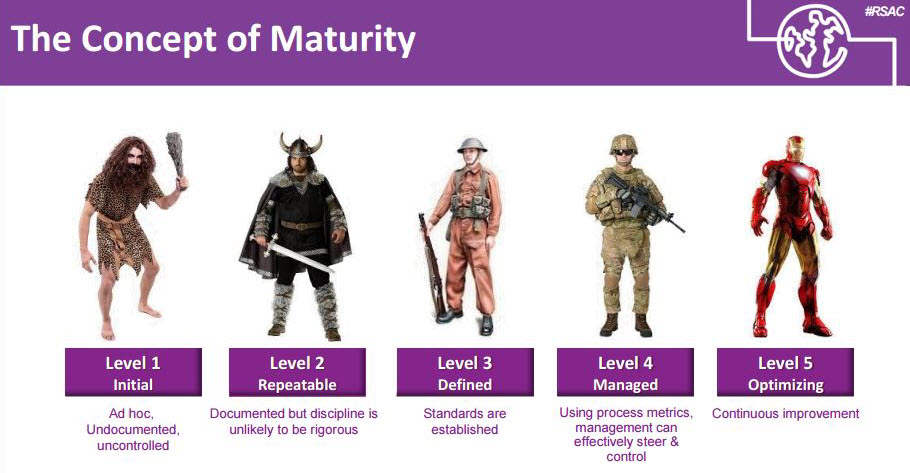 #RSAC
The Concept of Maturity
Level 1
Initial
Ad hoc,
Undocumented,
uncontrolled
Level 2
Repeatable
Documented but discipline is
unlikely to be rigorous
Level 3
Defined
Standards are
established
Level 4
Managed
Using process metrics,
management can
effectively steer &
control
Level 5
Optimizing
Continuous improvement